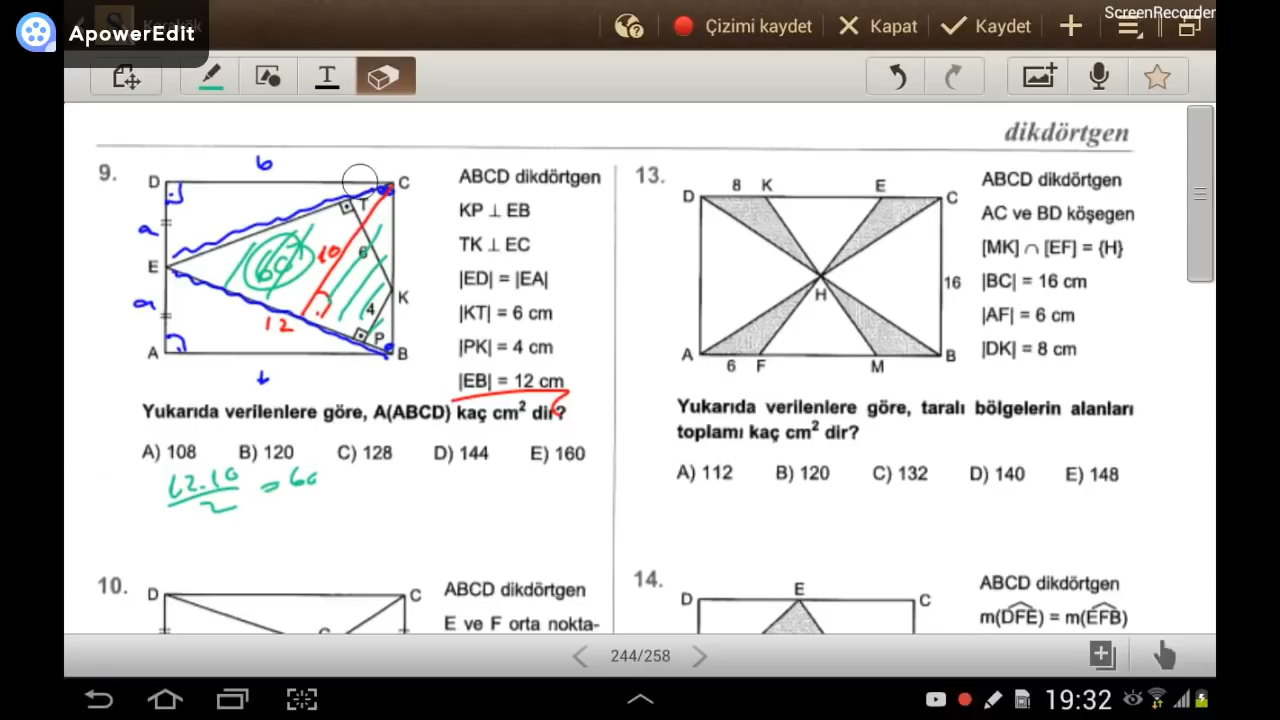 ScreenRecorder
ApowerEdit
Çizimi kaydet
Kapat
Kaydet
T
dikdörtgen
9.
D
b
C
T
a
6
10
60
E
K
a
12
4
P
A
B
b
ABCD dikdörtgen
KP ⊥ EB
TK ⊥ EC
|ED| = |EA|
|KT| = 6 cm
|PK| = 4 cm
|EB| = 12 cm
Yukarıda verilenlere göre, A(ABCD) kaç cm² dir?
A) 108 B) 120 C) 128 D) 144 E) 160
12.10
= 60
2
10.
D
C
ABCD dikdörtgen
E ve F orta nokta-
13.
D 8 K E C
16
H
A 6 F M B
ABCD dikdörtgen
AC ve BD köşegen
[MK] ∩ [EF] = {H}
|BC| = 16 cm
|AF| = 6 cm
|DK| = 8 cm
Yukarıda verilenlere göre, taralı bölgelerin alanları
toplamı kaç cm² dir?
A) 112 B) 120 C) 132 D) 140 E) 148
14.
D E C
ABCD dikdörtgen
m(DFE) = m(EFB)
244/258
19:32